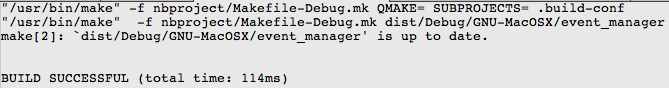 "/usr/bin/make" -f nbproject/Makefile-Debug.mk QMAKE= SUBPROJECTS= .build-conf
"/usr/bin/make"  -f nbproject/Makefile-Debug.mk dist/Debug/GNU-MacOSX/event_manager
make[2]: `dist/Debug/GNU-MacOSX/event_manager' is up to date.
BUILD SUCCESSFUL (total time: 114ms)